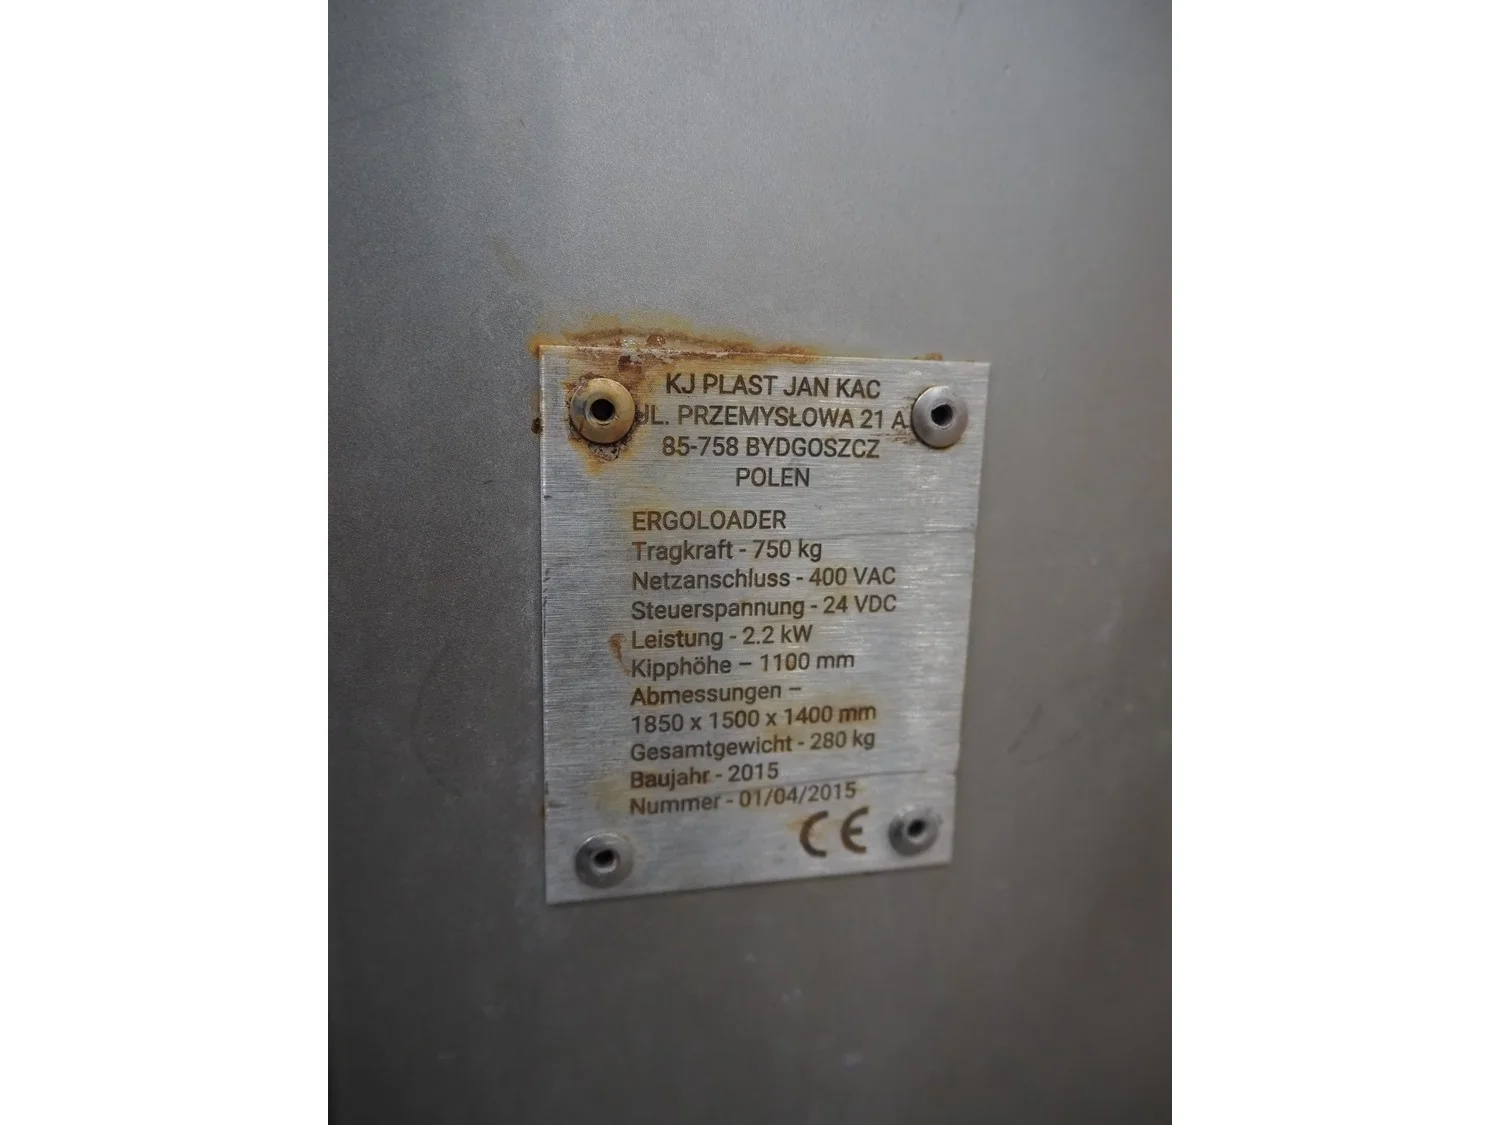 KJ PLAST JAN KAC
UL. PRZEMYSŁOWA 21 A
85-758 BYDGOSZCZ
POLEN
ERGOLOADER
Tragkraft - 750 kg
Netzanschluss - 400 VAC
Steuerspannung - 24 VDC
Leistung - 2.2 kW
Kipphöhe – 1100 mm
Abmessungen –
1850 x 1500 x 1400 mm
Gesamtgewicht - 280 kg
Baujahr - 2015
Nummer - 01/04/2015
CE